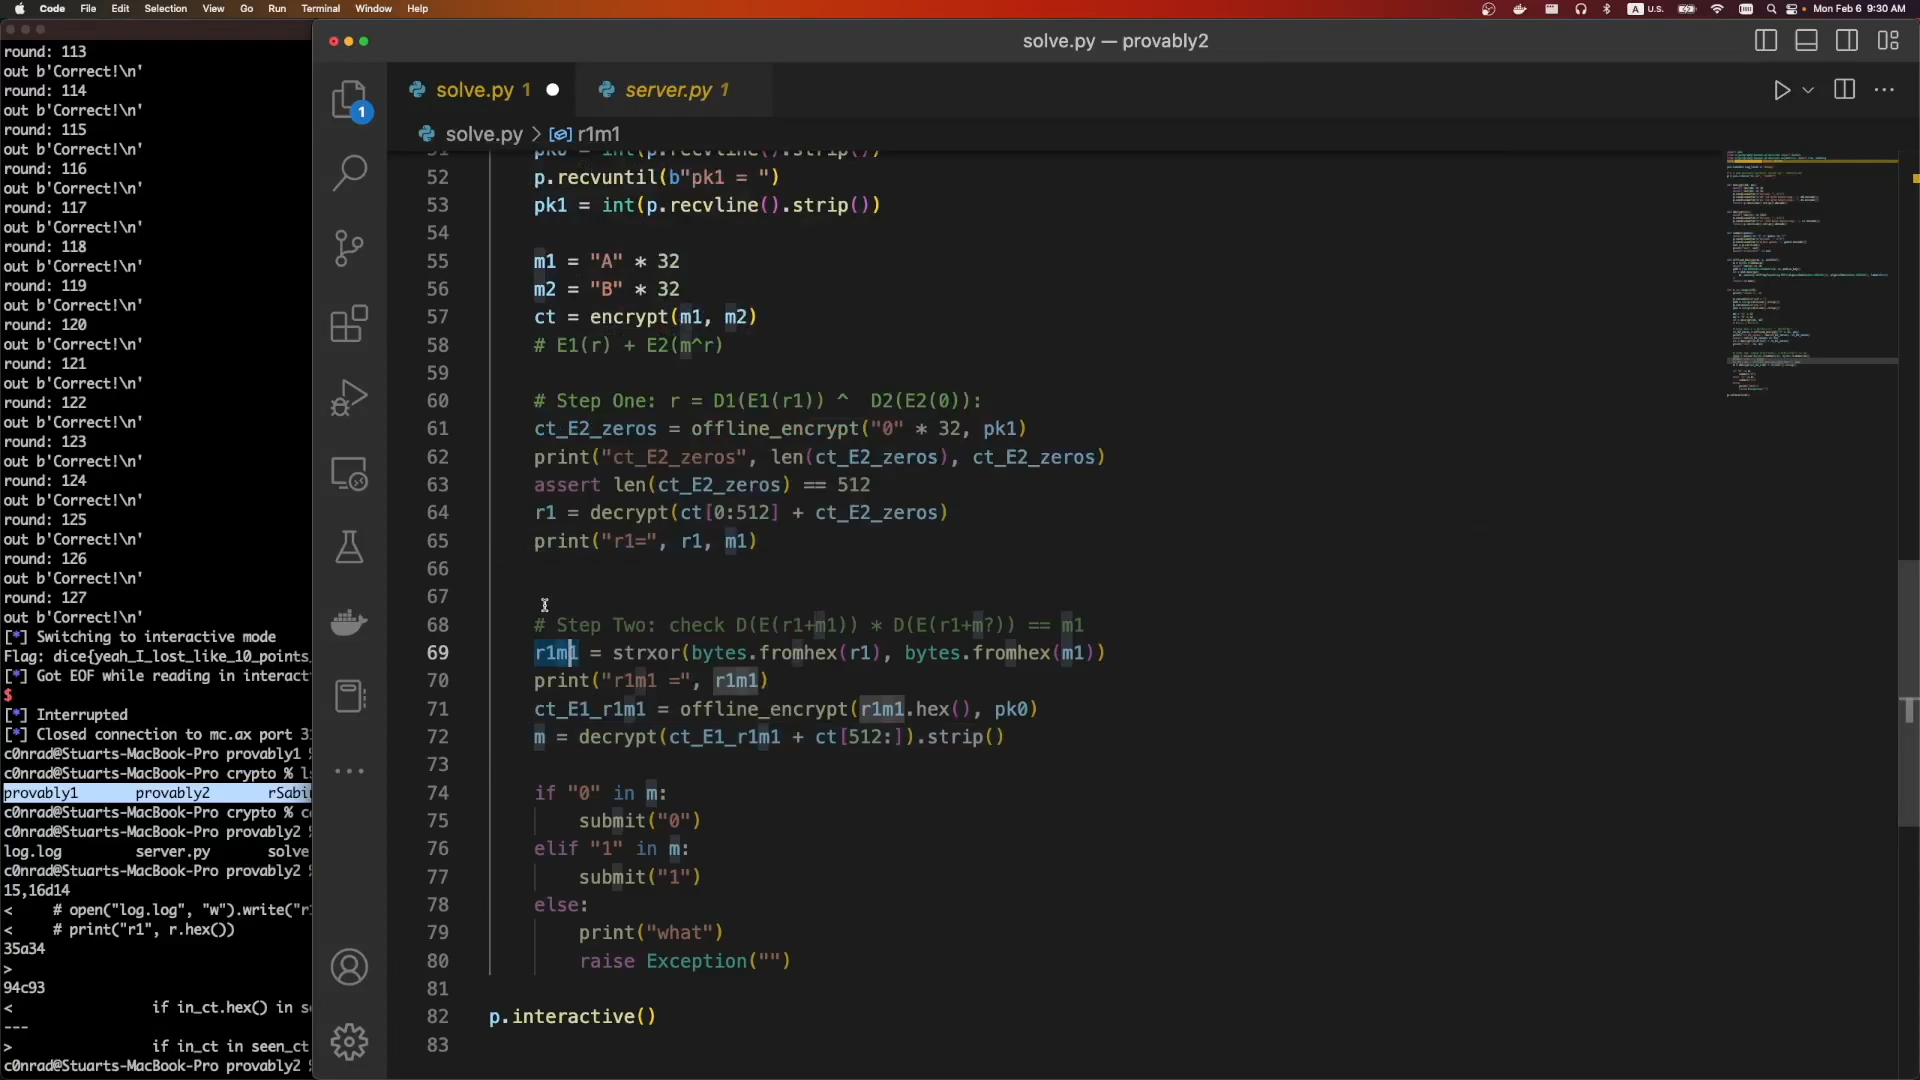 Code File Edit Selection View Go Run Terminal Window Help
A U.S. Mon Feb 6 9:30 AM
round: 113
out b'Correct!\n'
round: 114
out b'Correct!\n'
round: 115
out b'Correct!\n'
round: 116
out b'Correct!\n'
round: 117
out b'Correct!\n'
round: 118
out b'Correct!\n'
round: 119
out b'Correct!\n'
round: 120
out b'Correct!\n'
round: 121
out b'Correct!\n'
round: 122
out b'Correct!\n'
round: 123
out b'Correct!\n'
round: 124
out b'Correct!\n'
round: 125
out b'Correct!\n'
round: 126
out b'Correct!\n'
round: 127
out b'Correct!\n'
[*] Switching to interactive mode
Flag: dice{yeah_I_lost_like_10_points
[*] Got EOF while reading in interact
$
[*] Interrupted
[*] Closed connection to mc.ax port 3
c0nrad@Stuarts-MacBook-Pro provably1 %
c0nrad@Stuarts-MacBook-Pro crypto % l
provably1 provably2 rSabi
c0nrad@Stuarts-MacBook-Pro crypto % c
c0nrad@Stuarts-MacBook-Pro provably2
log.log server.py solve
c0nrad@Stuarts-MacBook-Pro provably2
15,16d14
< # open("log.log", "w").write("r
< # print("r1", r.hex())
35a34
>
94c93
< if in_ct.hex() in s
---
> if in_ct in seen_ct
c0nrad@Stuarts-MacBook-Pro provably2
solve.py — provably2
1
solve.py 1 server.py 1
solve.py > r1m1
51 pk0 = int(p.recvline().strip())
52 p.recvuntil(b"pk1 = ")
53 pk1 = int(p.recvline().strip())
54
55 m1 = "A" * 32
56 m2 = "B" * 32
57 ct = encrypt(m1, m2)
58 # E1(r) + E2(m^r)
59
60 # Step One: r = D1(E1(r1)) ^ D2(E2(0)):
61 ct_E2_zeros = offline_encrypt("0" * 32, pk1)
62 print("ct_E2_zeros", len(ct_E2_zeros), ct_E2_zeros)
63 assert len(ct_E2_zeros) == 512
64 r1 = decrypt(ct[0:512] + ct_E2_zeros)
65 print("r1=", r1, m1)
66
67
68 # Step Two: check D(E(r1+m1)) * D(E(r1+m?)) == m1
69 r1m1 = strxor(bytes.fromhex(r1), bytes.fromhex(m1))
70 print("r1m1 =", r1m1)
71 ct_E1_r1m1 = offline_encrypt(r1m1.hex(), pk0)
72 m = decrypt(ct_E1_r1m1 + ct[512:]).strip()
73
74 if "0" in m:
75 submit("0")
76 elif "1" in m:
77 submit("1")
78 else:
79 print("what")
80 raise Exception("")
81
82 p.interactive()
83